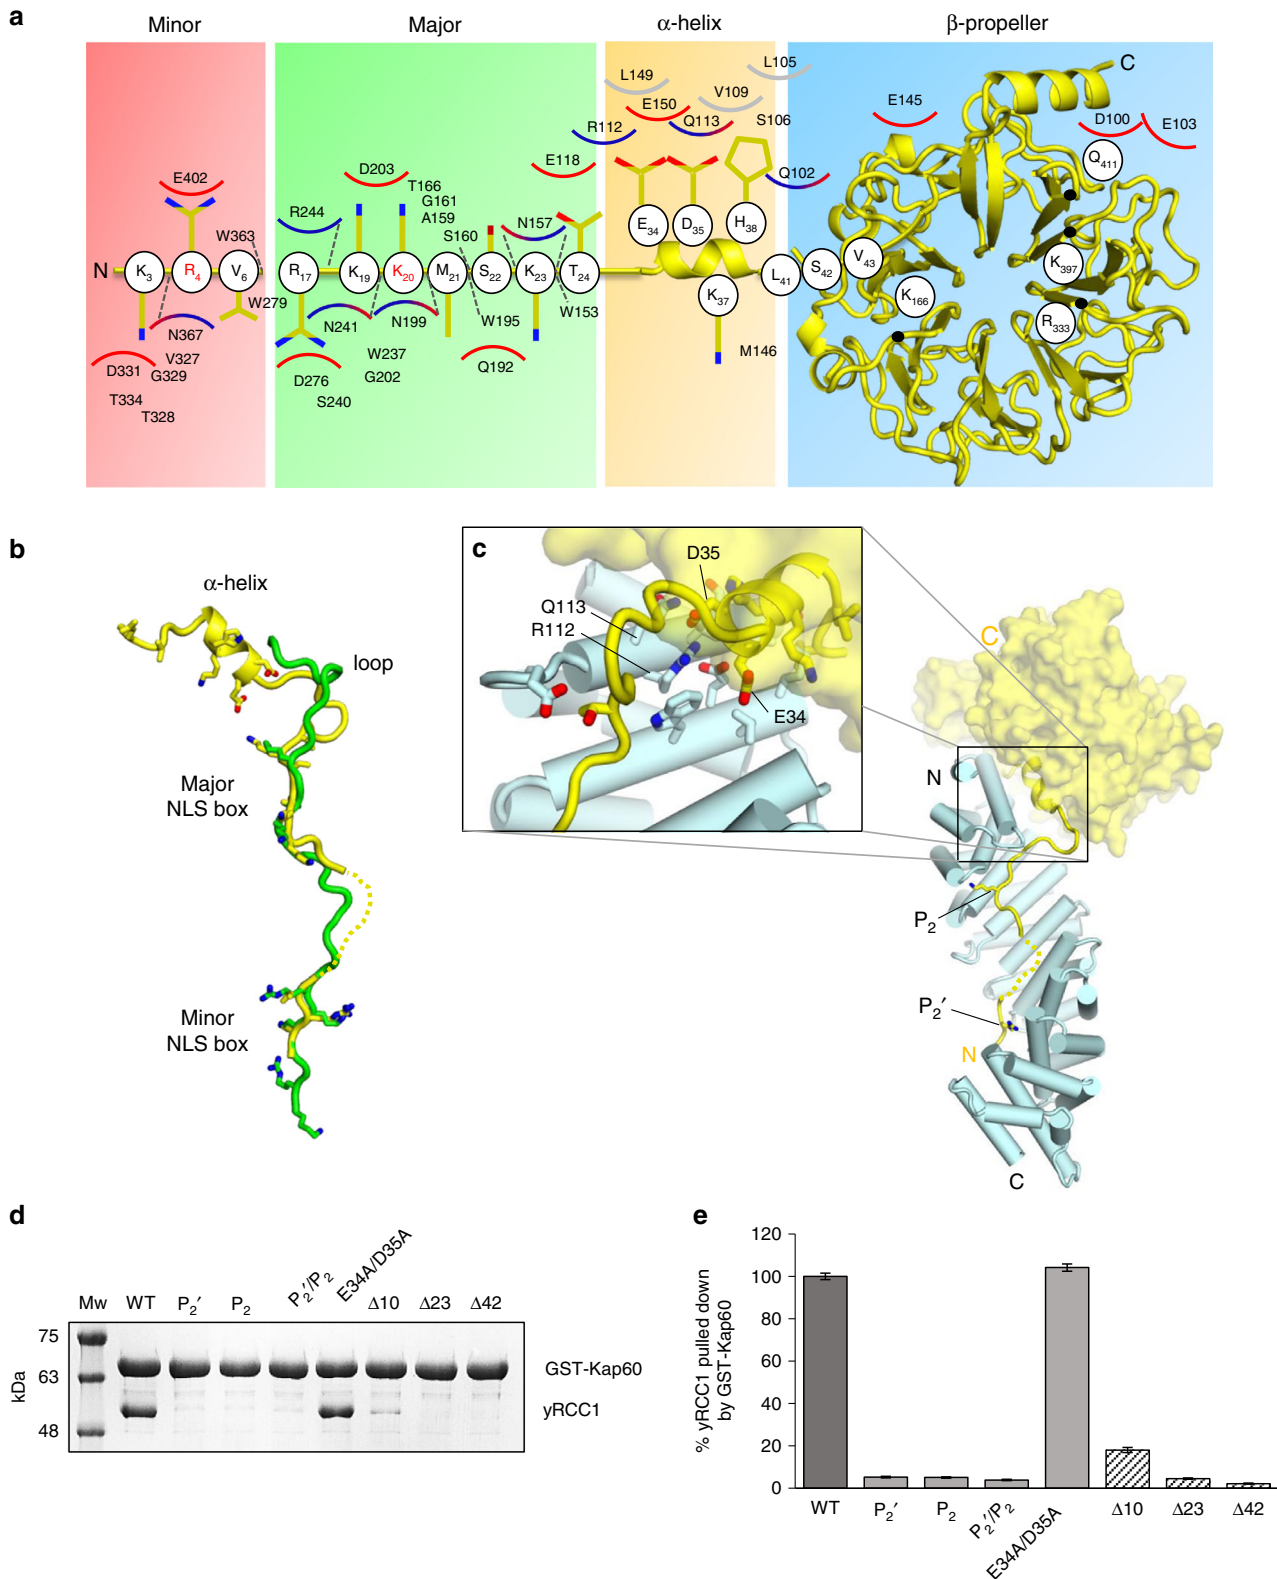 a
Minor
Major
α-helix
β-propeller
L149
L105
C
E150
V109
E145
R112
Q113
S106
D100
E103
E118
D203
E402
T166
Q102
Q411
G161
R244
A159
N157
W363
S160
E34
D35
H38
N
K3
R4
V6
R17
K19
K20
M21
S22
K23
T24
L41
S42
V43
K397
K37
K166
W279
N367
N241
N199
W195
W153
R333
V327
W237
M146
D331
G329
D276
G202
Q192
T334
S240
T328
b
α-helix
loop
Major
NLS box
Minor
NLS box
c
D35
Q113
R112
E34
C
N
P2
P2′
N
C
d
Mw
WT
P2′
P2
P2′/P2
E34A/D35A
Δ10
Δ23
Δ42
kDa
75
63
48
GST-Kap60
yRCC1
e
% yRCC1 pulled down
by GST-Kap60
120
100
80
60
40
20
0
WT
P2′
P2
P2′/P2
E34A/D35A
Δ10
Δ23
Δ42